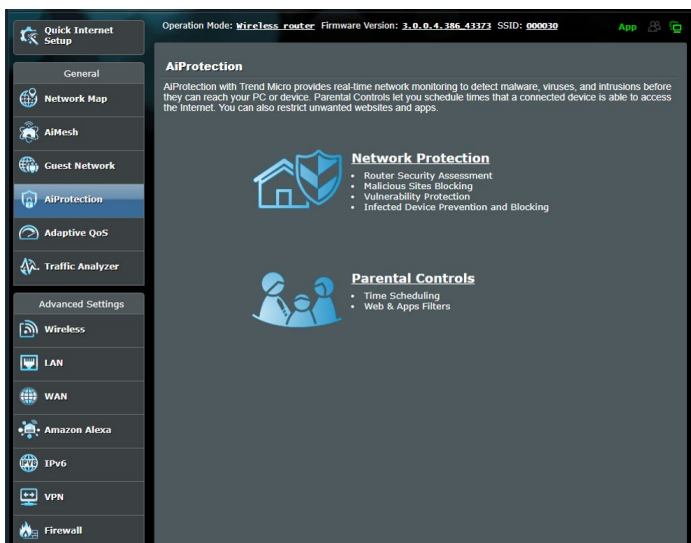 Quick Internet
Setup
General
Network Map
AiMesh
Guest Network
AiProtection
Adaptive QoS
Traffic Analyzer
Advanced Settings
Wireless
LAN
WAN
Amazon Alexa
IPv6
VPN
Firewall
Operation Mode: Wireless router Firmware Version: 3.0.0.4.386_43373 SSID: 000030
App
AiProtection
AiProtection with Trend Micro provides real-time network monitoring to detect malware, viruses, and intrusions before
they can reach your PC or device. Parental Controls let you schedule times that a connected device is able to access
the Internet. You can also restrict unwanted websites and apps.
Network Protection
• Router Security Assessment
• Malicious Sites Blocking
• Vulnerability Protection
• Infected Device Prevention and Blocking
Parental Controls
• Time Scheduling
• Web & Apps Filters